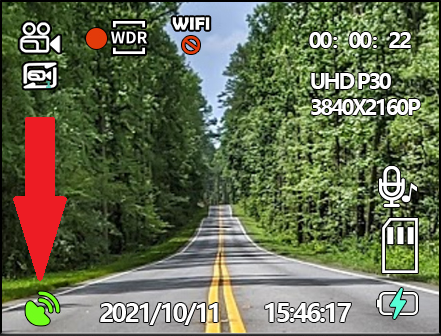 WIFI
WDR
00: 00: 22
UHD P30
3840X2160P
2021/10/11 15:46:17